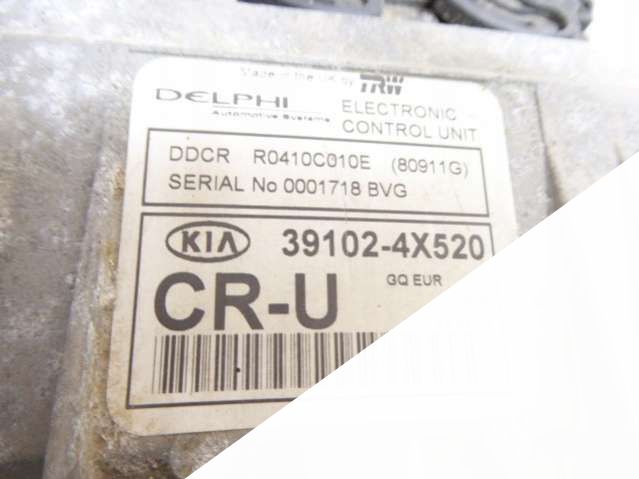 Made in the UK by TRW
DELPHI
Automotive Systems
ELECTRONIC
CONTROL UNIT
DDCR R0410C010E (80911G)
SERIAL No 0001718 BVG
KIA 39102-4X520
CR-U GQ EUR